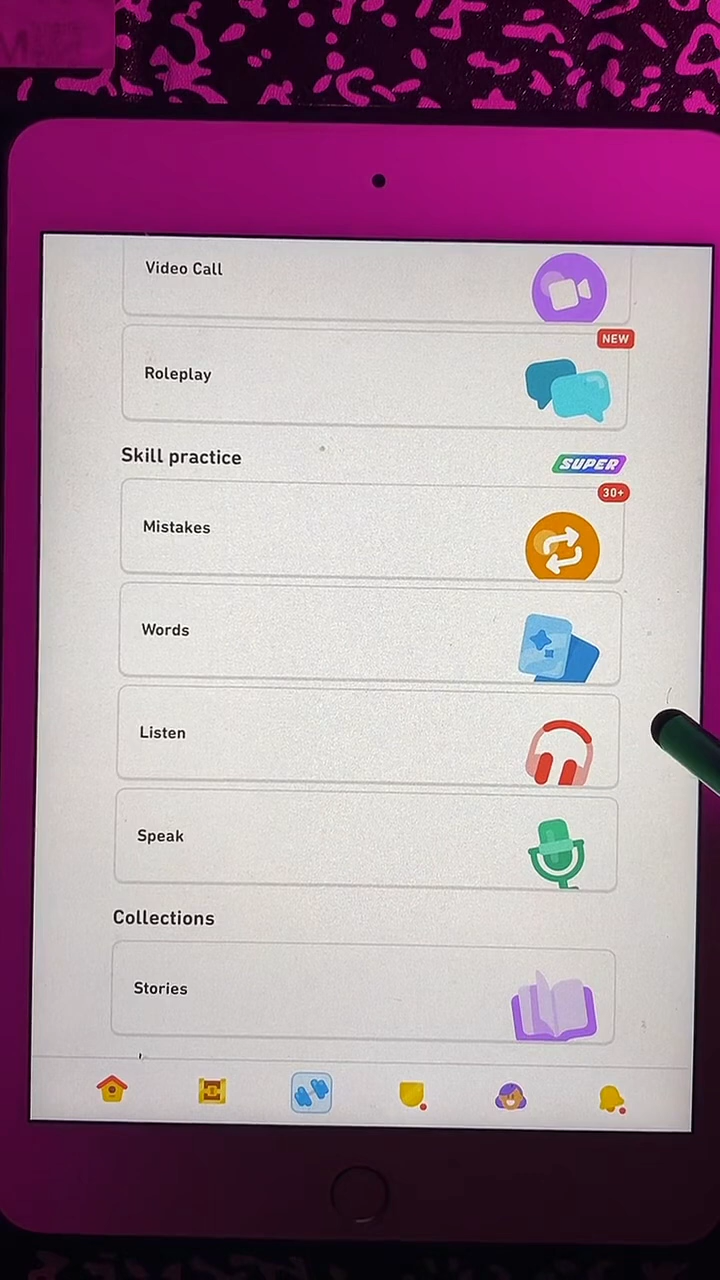 Video Call
NEW
Roleplay
Skill practice
SUPER
30+
Mistakes
Words
Listen
Speak
Collections
Stories